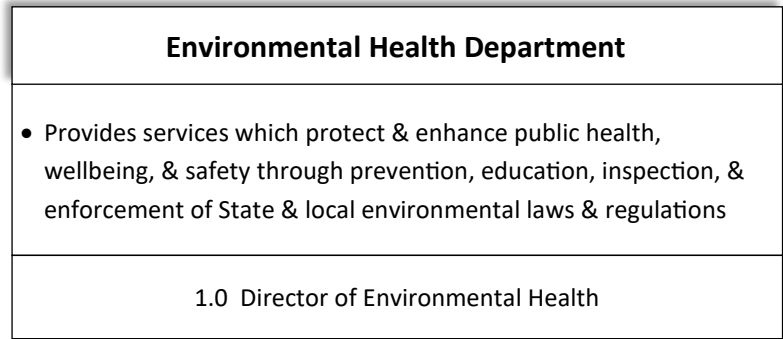 Environmental Health Department
• Provides services which protect & enhance public health,
wellbeing, & safety through prevention, education, inspection, &
enforcement of State & local environmental laws & regulations
1.0 Director of Environmental Health